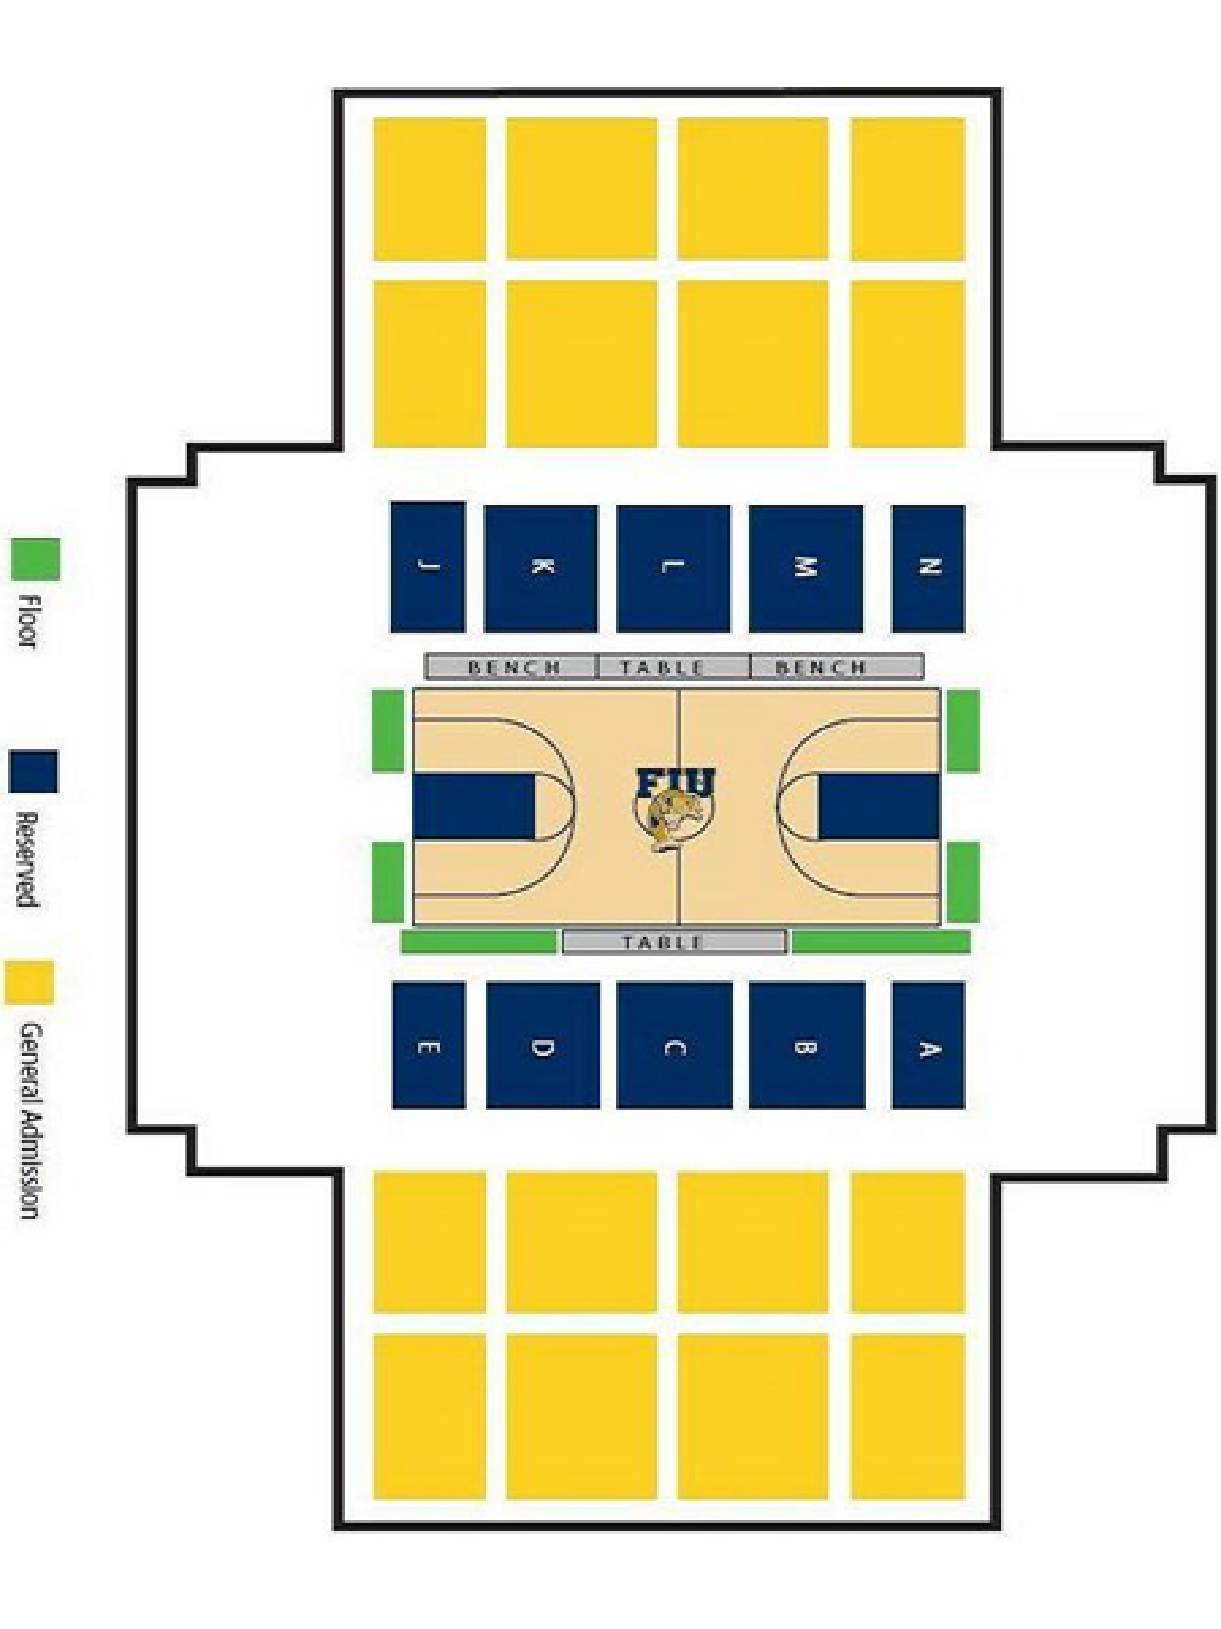 J
K
L
M
N
BENCH
TABLE
BENCH
FIU
TABLE
E
D
C
B
A
Floor
Reserved
General Admission